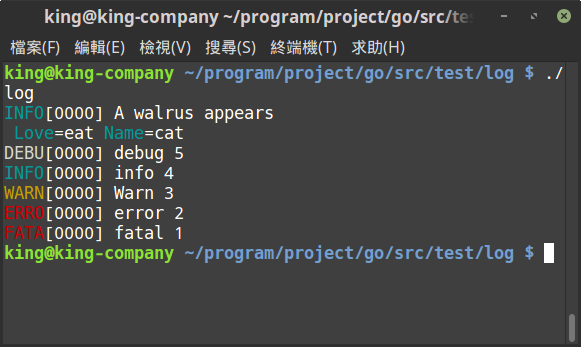 king@king-company ~/program/project/go/src/te
檔案(F) 編輯(E) 檢視(V) 搜尋(S) 終端機(T) 求助(H)
king@king-company ~/program/project/go/src/test/log $ ./
log
INFO[0000] A walrus appears
 Love=eat Name=cat
DEBU[0000] debug 5
INFO[0000] info 4
WARN[0000] Warn 3
ERRO[0000] error 2
FATA[0000] fatal 1
king@king-company ~/program/project/go/src/test/log $